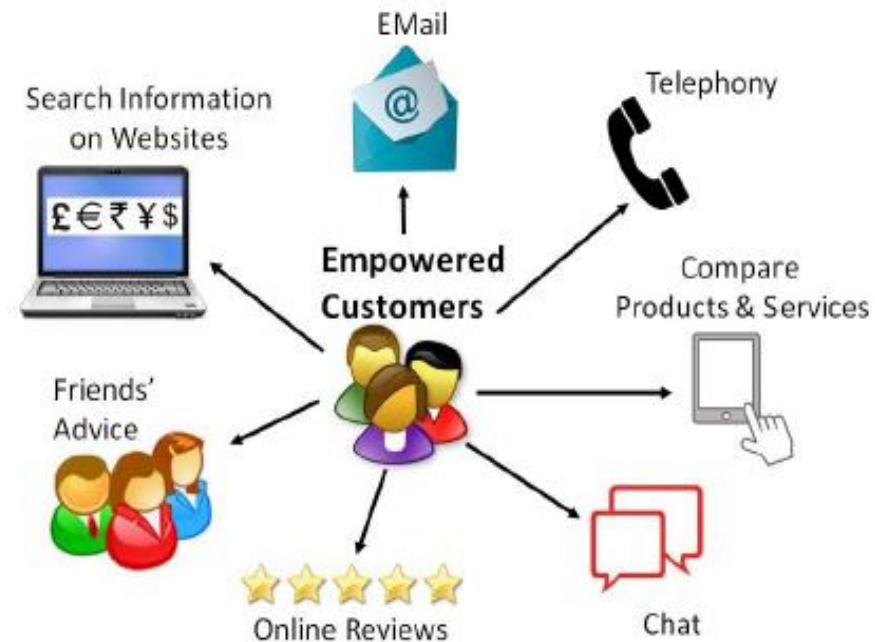 EMail
Telephony
Search Information
on Websites
£€₹¥$
@
Empowered
Customers
Compare
Products & Services
Friends’
Advice
Online Reviews
Chat